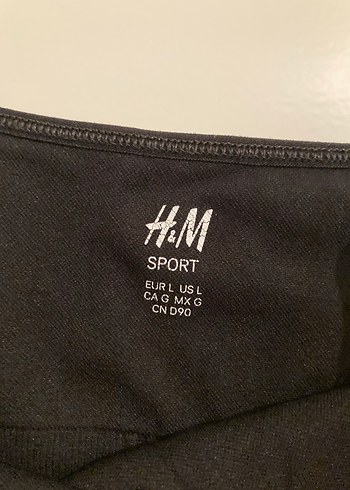 H&M
SPORT
EUR L US L
CA G MX G
CN D90